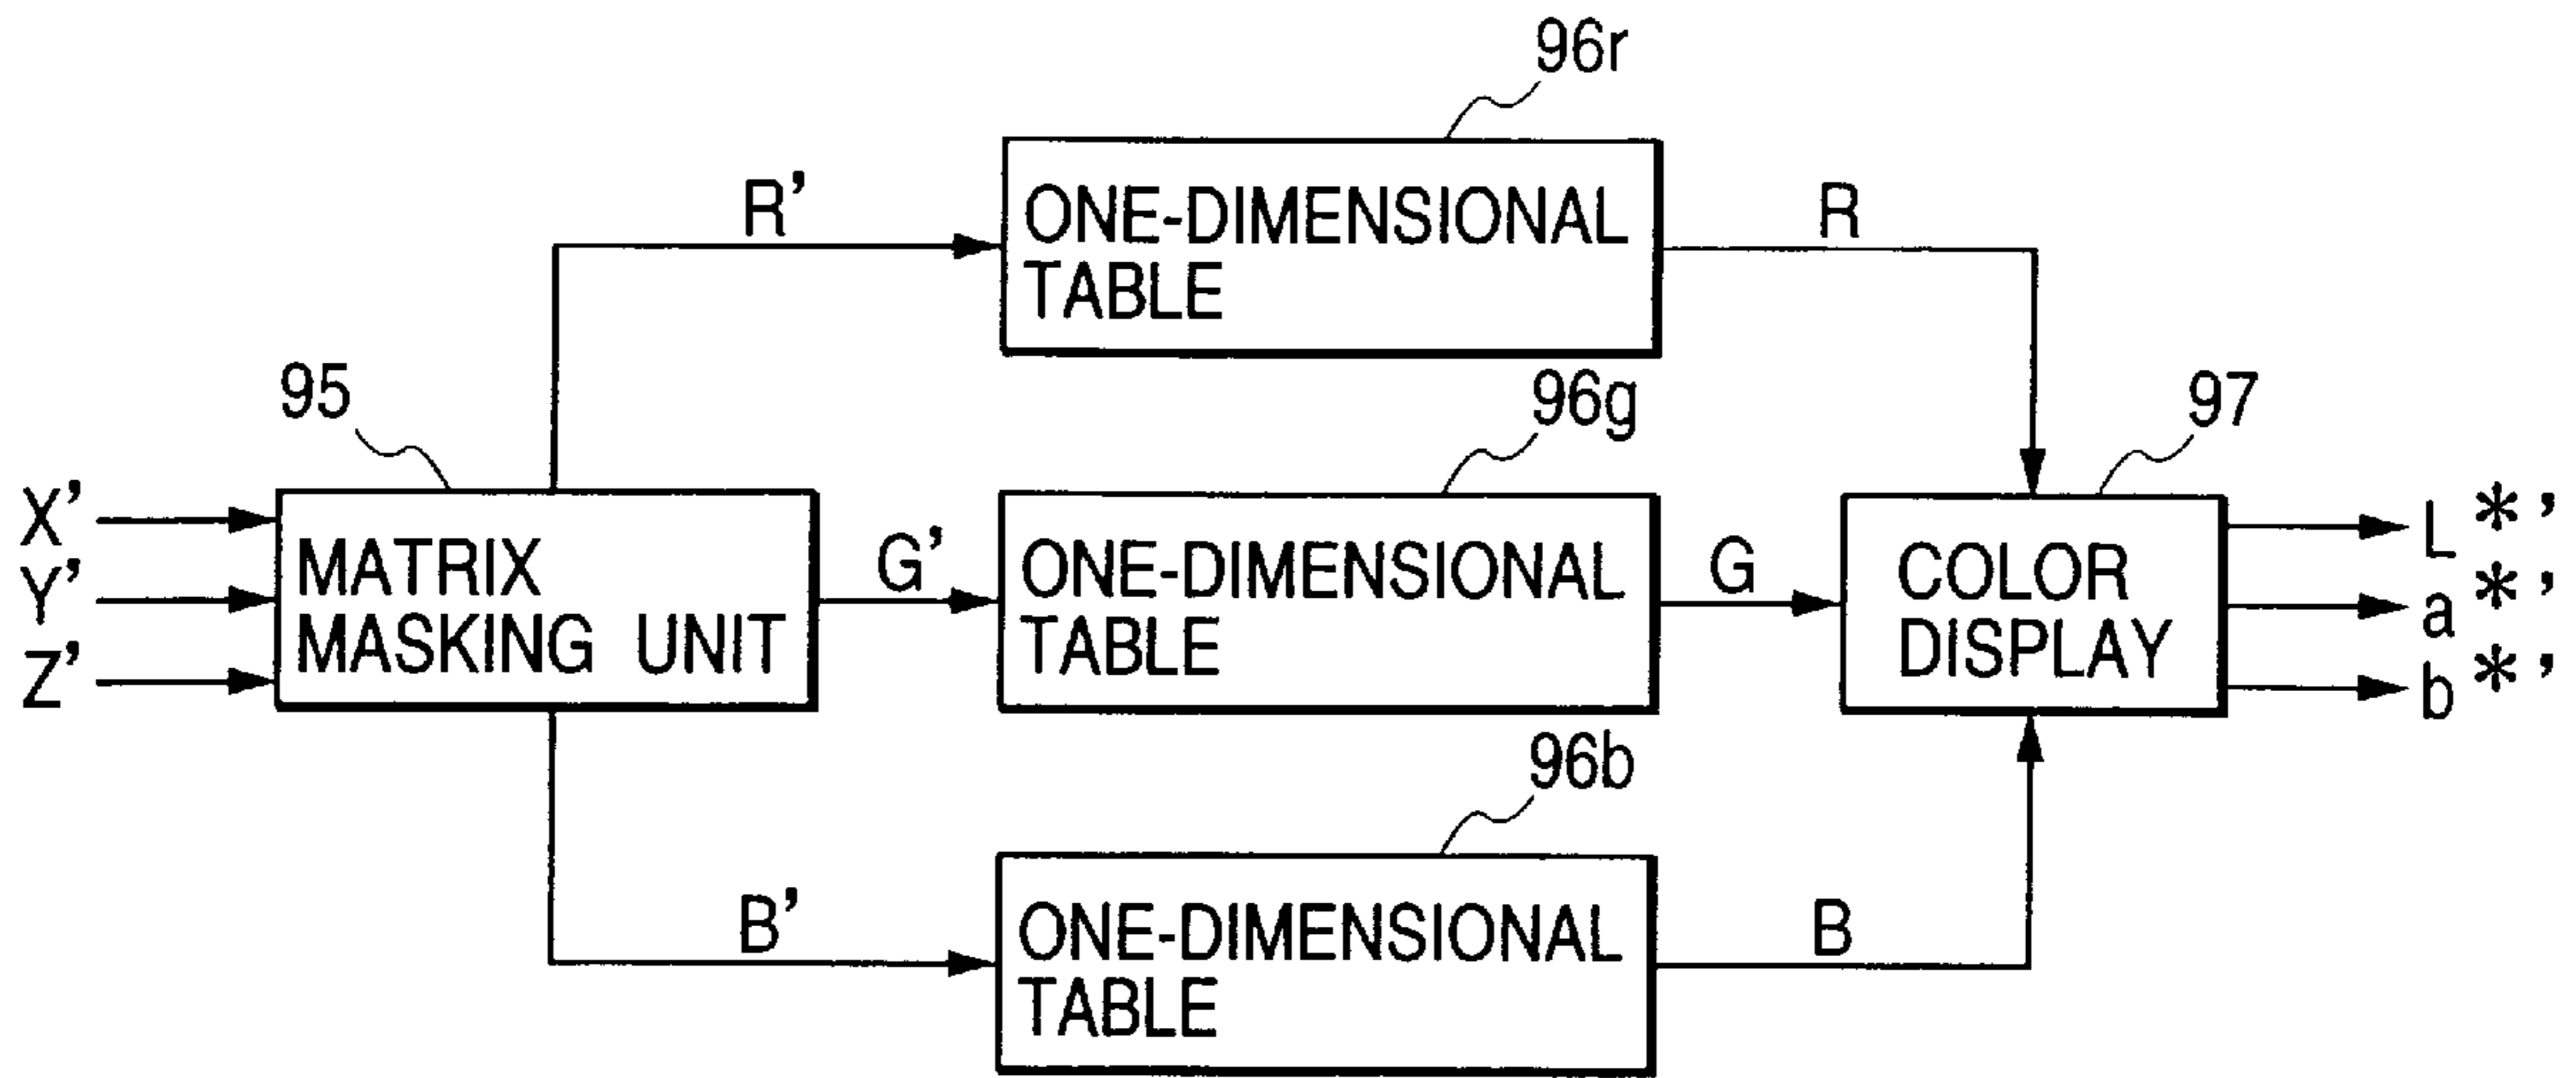 96r
R’
ONE-DIMENSIONAL
TABLE
R
95
96g
97
X’
Y’
Z’
MATRIX
MASKING UNIT
G’
ONE-DIMENSIONAL
TABLE
G
COLOR
DISPLAY
L*’
a*’
b*’
96b
B’
ONE-DIMENSIONAL
TABLE
B